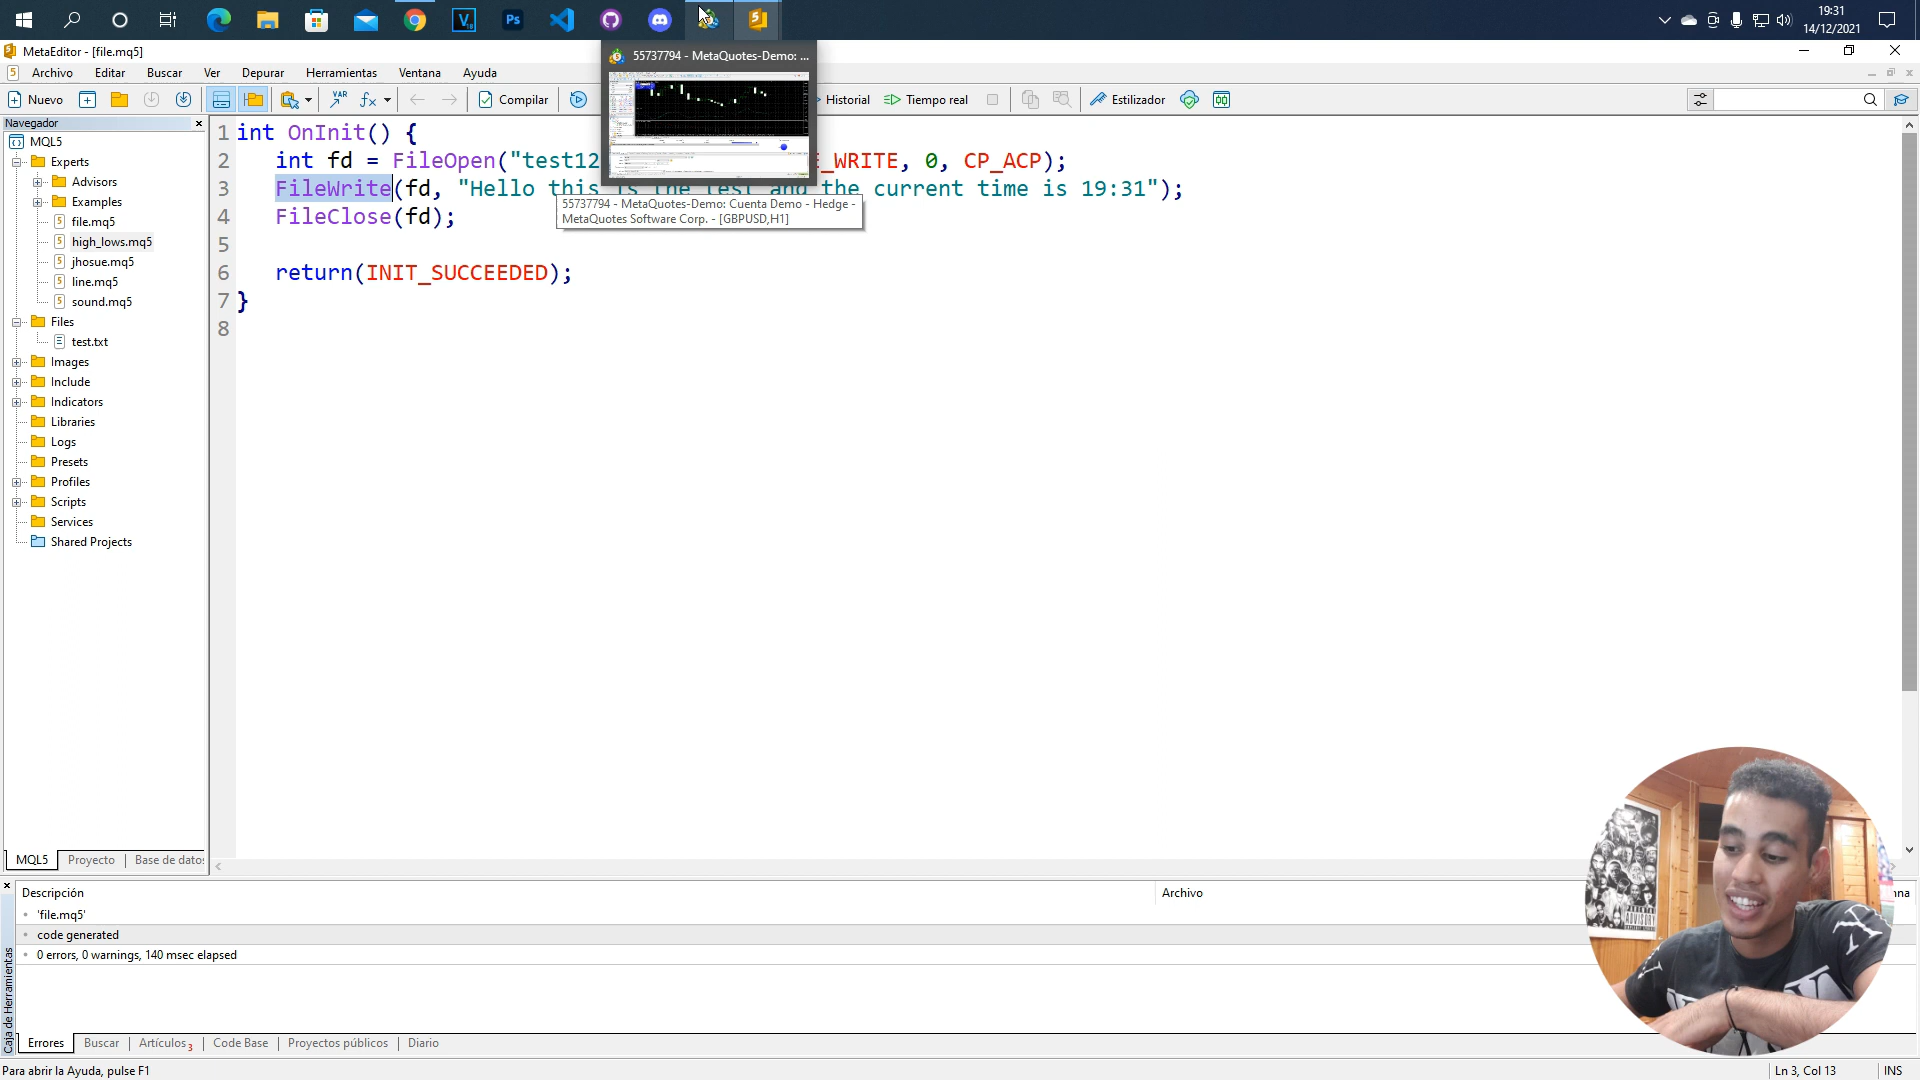 19:31
14/12/2021
MetaEditor - [file.mq5]
Archivo Editar Buscar Ver Depurar Herramientas Ventana Ayuda
Nuevo
Compilar
Historial
Tiempo real
Estilizador
55737794 - MetaQuotes-Demo: ...
55737794 - MetaQuotes-Demo: Cuenta Demo - Hedge -
MetaQuotes Software Corp. - [GBPUSD,H1]
Navegador
MQL5
Experts
Advisors
Examples
file.mq5
high_lows.mq5
jhosue.mq5
line.mq5
sound.mq5
Files
test.txt
Images
Include
Indicators
Libraries
Logs
Presets
Profiles
Scripts
Services
Shared Projects
MQL5 Proyecto Base de datos
1 int OnInit() {
2 int fd = FileOpen("test12 E_WRITE, 0, CP_ACP);
3 FileWrite(fd, "Hello this is the test and the current time is 19:31");
4 FileClose(fd);
5
6 return(INIT_SUCCEEDED);
7 }
8
Descripción Archivo
'file.mq5'
code generated
0 errors, 0 warnings, 140 msec elapsed
Caja de Herramientas
Errores Buscar Artículos 3 Code Base Proyectos públicos Diario
Para abrir la Ayuda, pulse F1
Ln 3, Col 13
INS